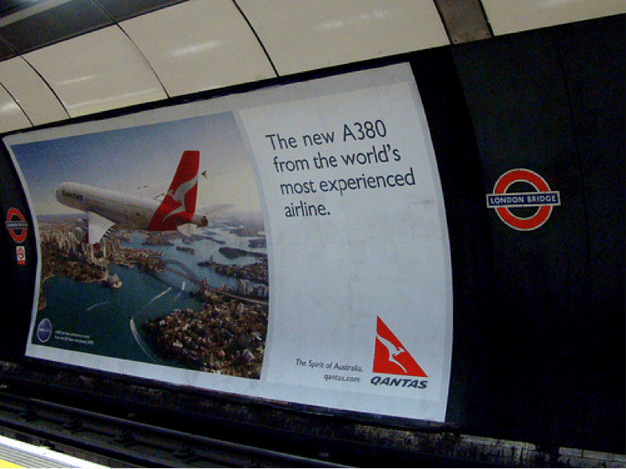 The new A380
from the world's
most experienced
airline.
LONDON BRIDGE
The Spirit of Australia.
qantas.com
QANTAS